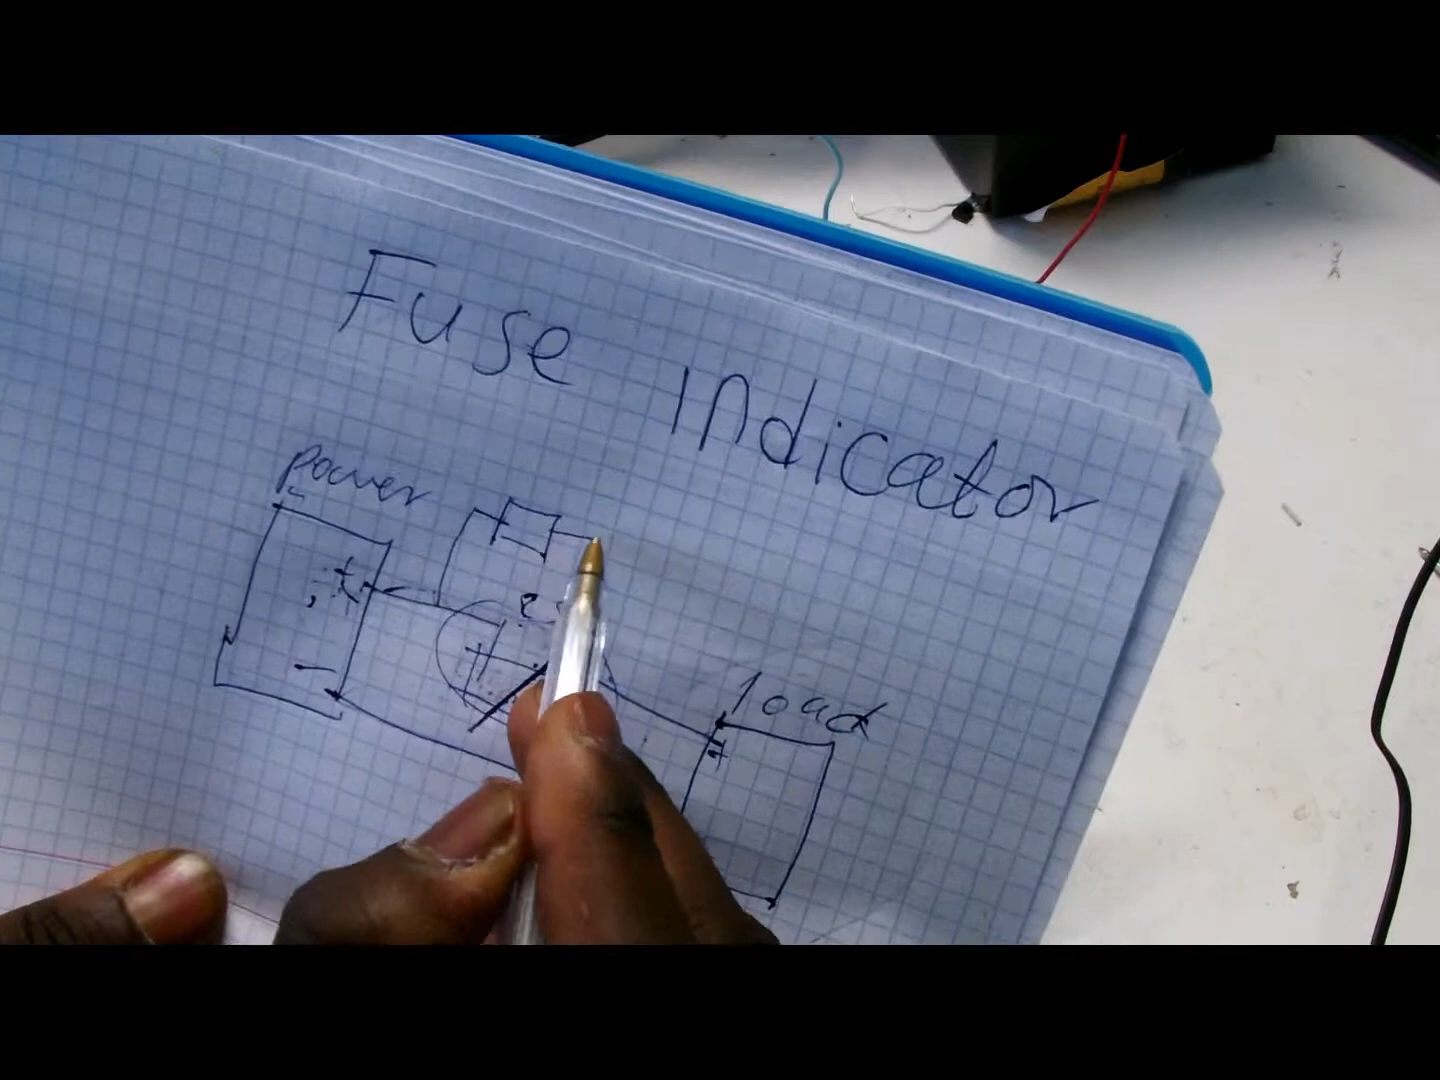 Fuse indicator
power
load
+
-
+